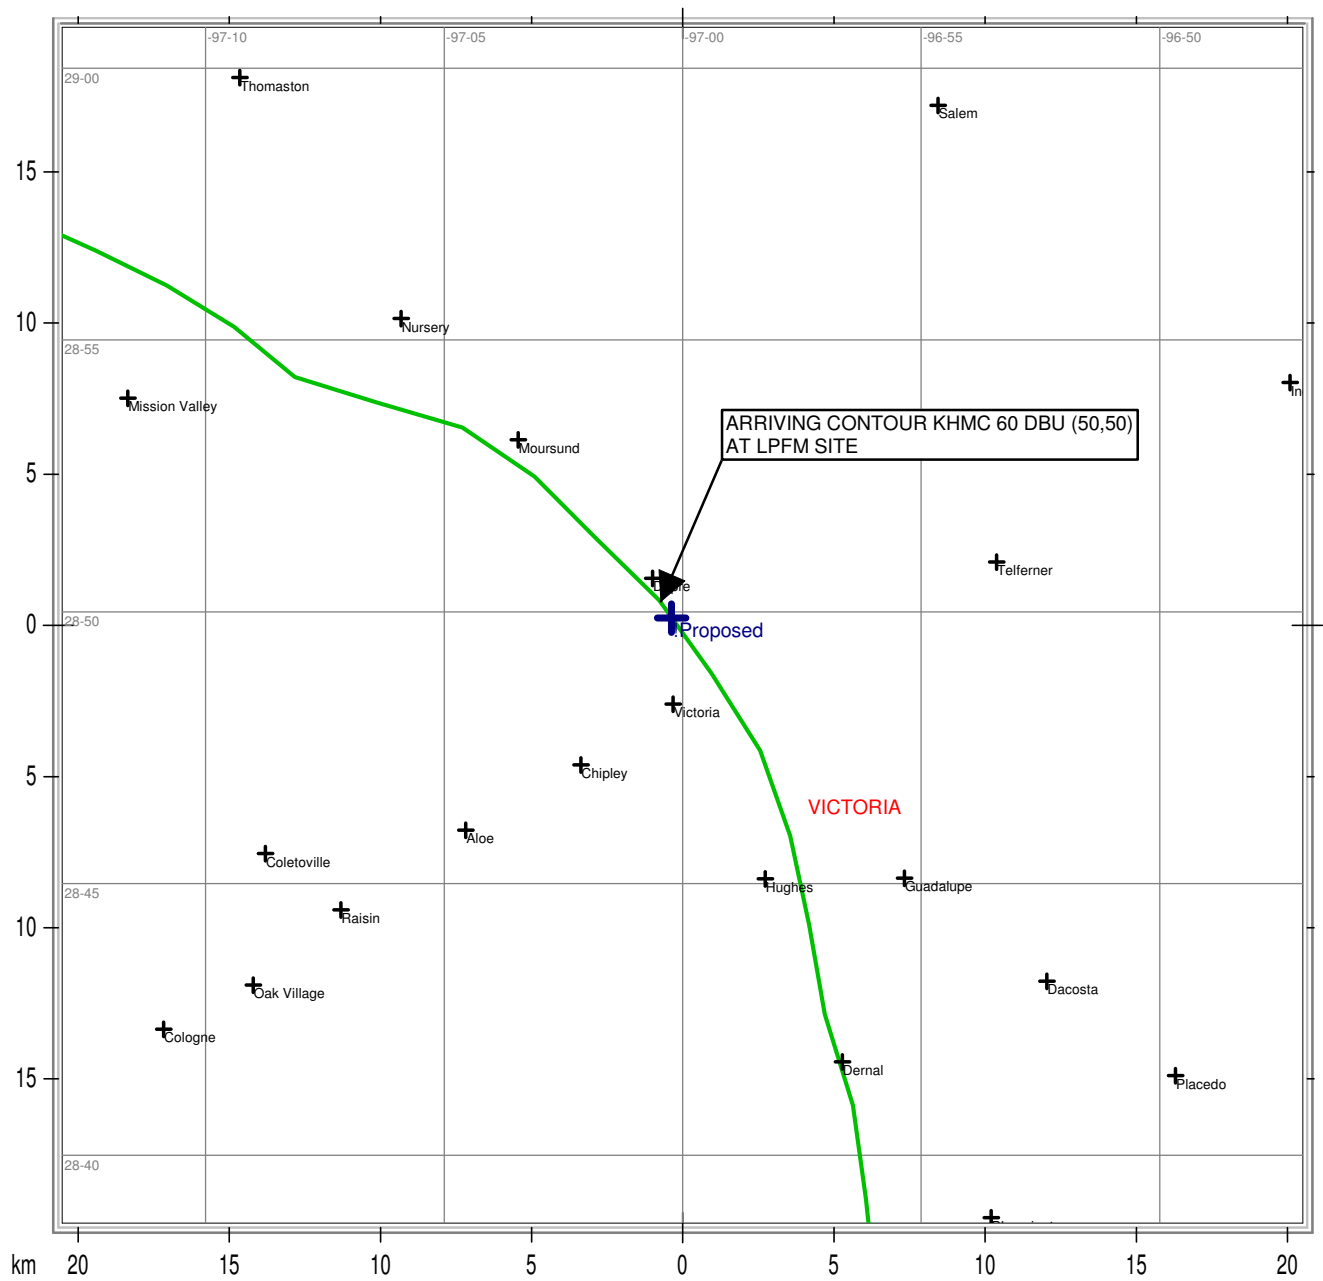 -97-10
-97-05
-97-00
-96-55
-96-50
29-00
Thomaston
Salem
15
10
Nursery
28-55
Mission Valley
In
ARRIVING CONTOUR KHMC 60 DBU (50,50)
AT LPFM SITE
Moursund
5
Telferner
28-50
0
.Proposed
Victoria
Chipley
5
VICTORIA
Aloe
Coletoville
28-45
Hughes
Guadalupe
Raisin
10
Oak Village
Dacosta
Cologne
Dernal
15
Placedo
28-40
km 20 15 10 5 0 5 10 15 20